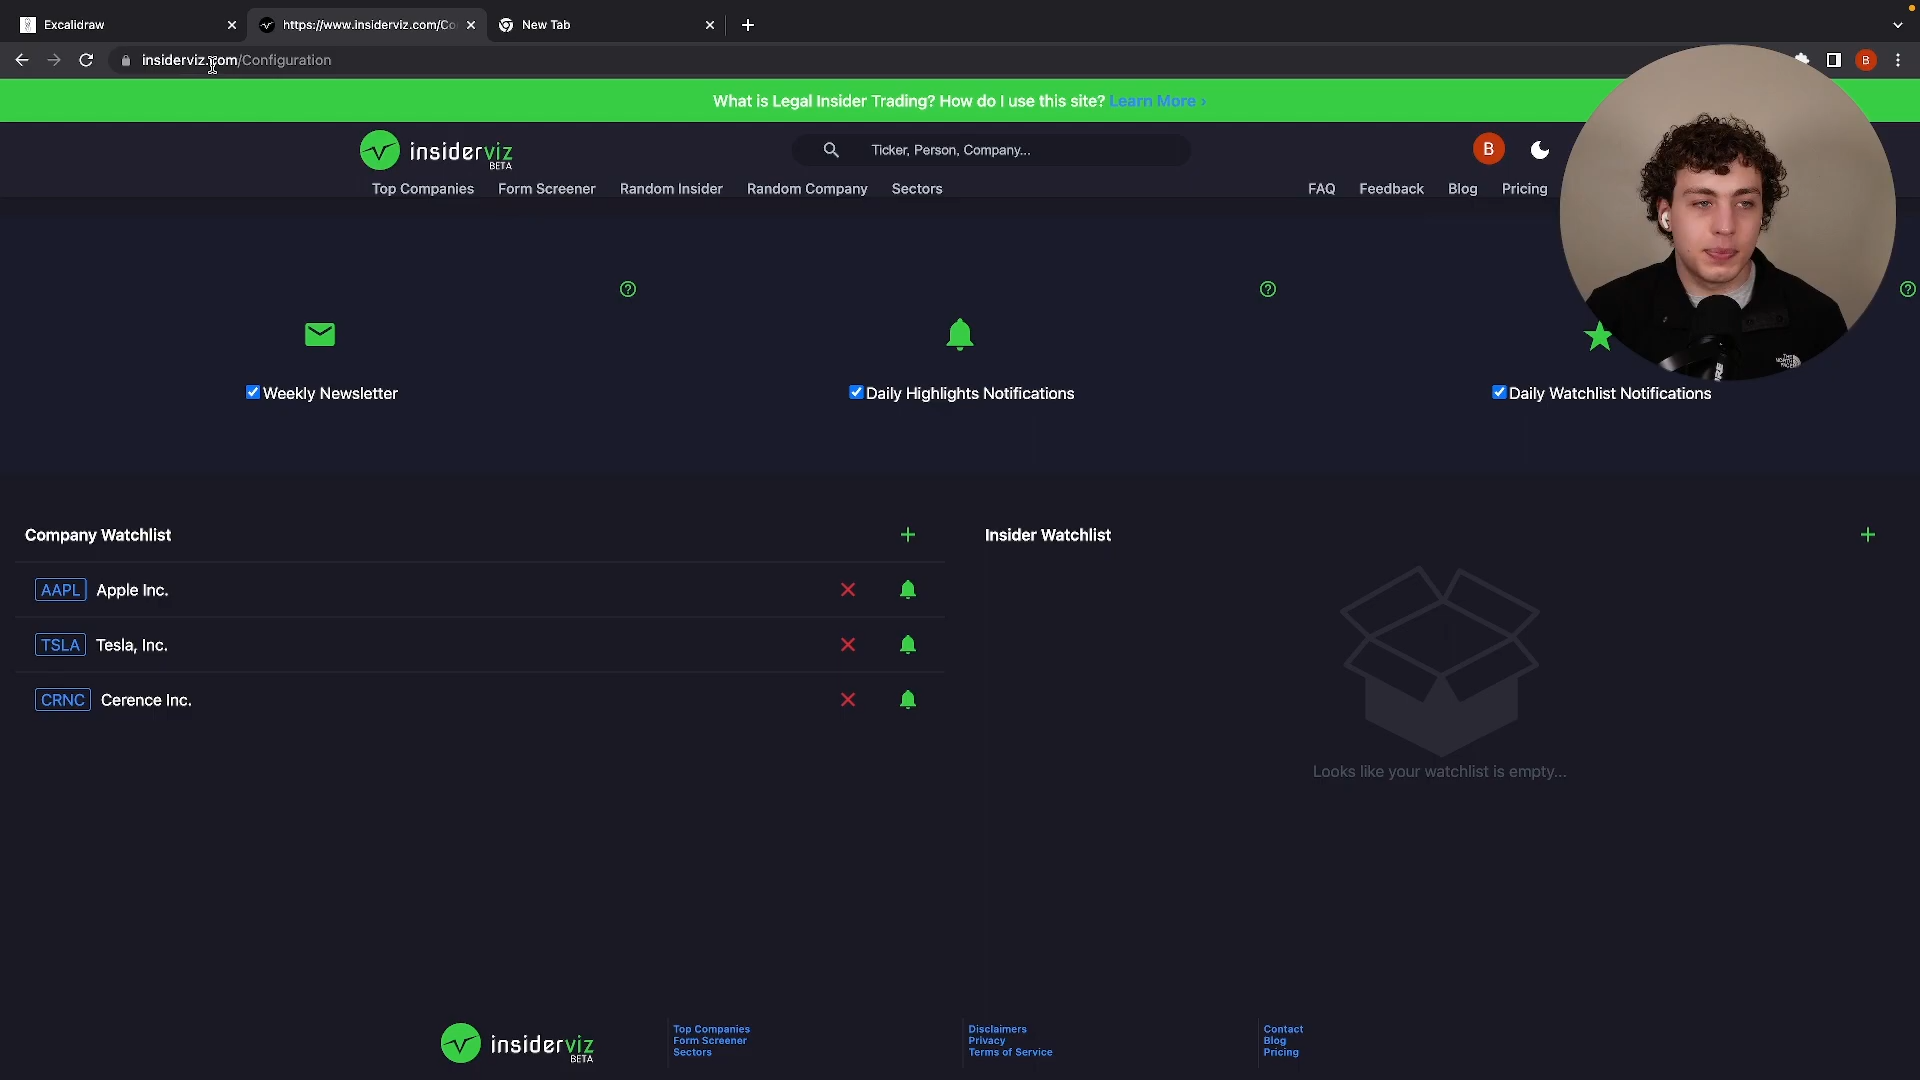 Excalidraw
https://www.insiderviz.com/Co
New Tab
insiderviz.com/Configuration
B
What is Legal Insider Trading? How do I use this site? Learn More ›
insiderviz
BETA
Ticker, Person, Company...
B
Top Companies
Form Screener
Random Insider
Random Company
Sectors
FAQ
Feedback
Blog
Pricing
Weekly Newsletter
Daily Highlights Notifications
Daily Watchlist Notifications
THE
NORTH
FACE
Company Watchlist
AAPL Apple Inc.
TSLA Tesla, Inc.
CRNC Cerence Inc.
Insider Watchlist
Looks like your watchlist is empty...
insiderviz
BETA
Top Companies
Form Screener
Sectors
Disclaimers
Privacy
Terms of Service
Contact
Blog
Pricing